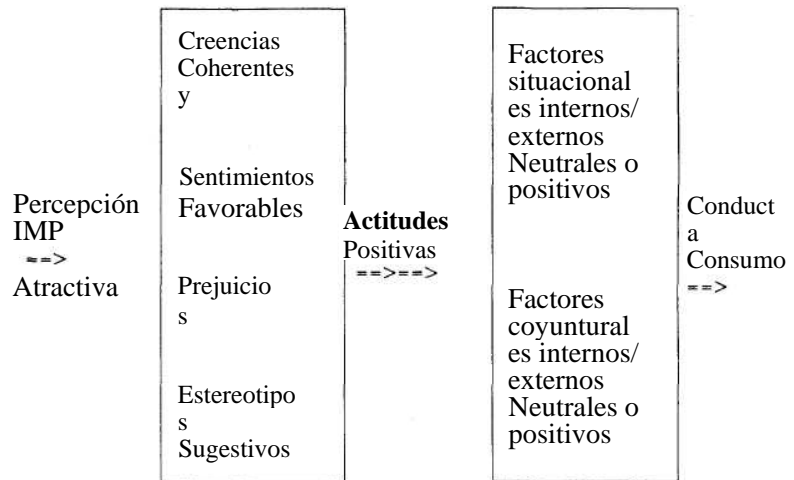 Percepción
IMP
==>
Atractiva
Creencias
Coherentes
y
Sentimientos
Favorables
Prejuicio
s
Estereotipo
s
Sugestivos
Actitudes
Positivas
==>==>
Factores
situacional
es internos/
externos
Neutrales o
positivos
Factores
coyuntural
es internos/
externos
Neutrales o
positivos
Conduct
a
Consumo
==>